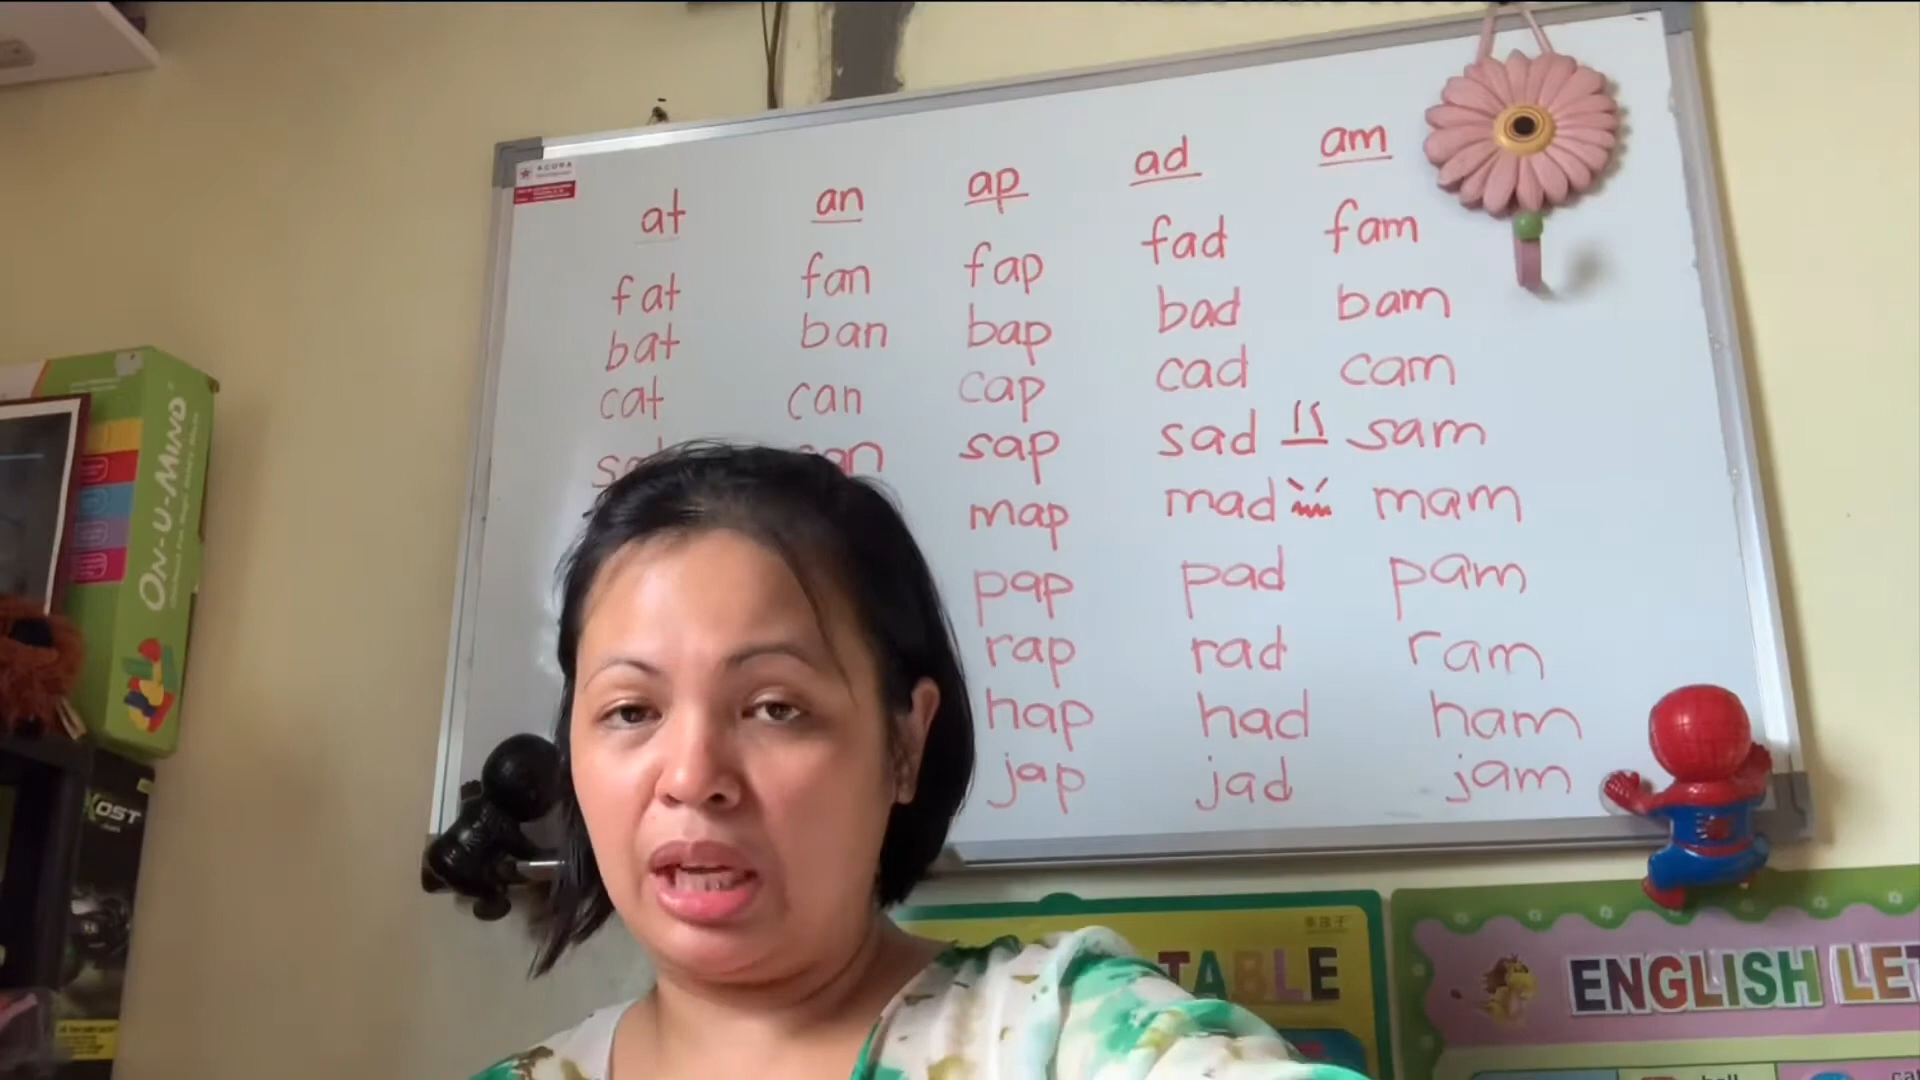 at an ap ad am
fat fan fap fad fam
bat ban bap bad bam
cat can cap cad cam
sap sad sam
map mad mam
pap pad pam
rap rad ram
hap had ham
jap jad jam
ON-U-MIND
TABLE
ENGLISH LET